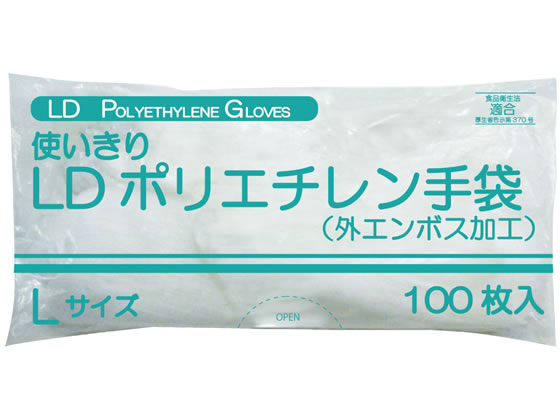 LD POLYETHYLENE GLOVES
食品衛生法
適合
厚生省告示第370号
使いきり
LDポリエチレン手袋
(外エンボス加工)
Lサイズ
100枚入
OPEN